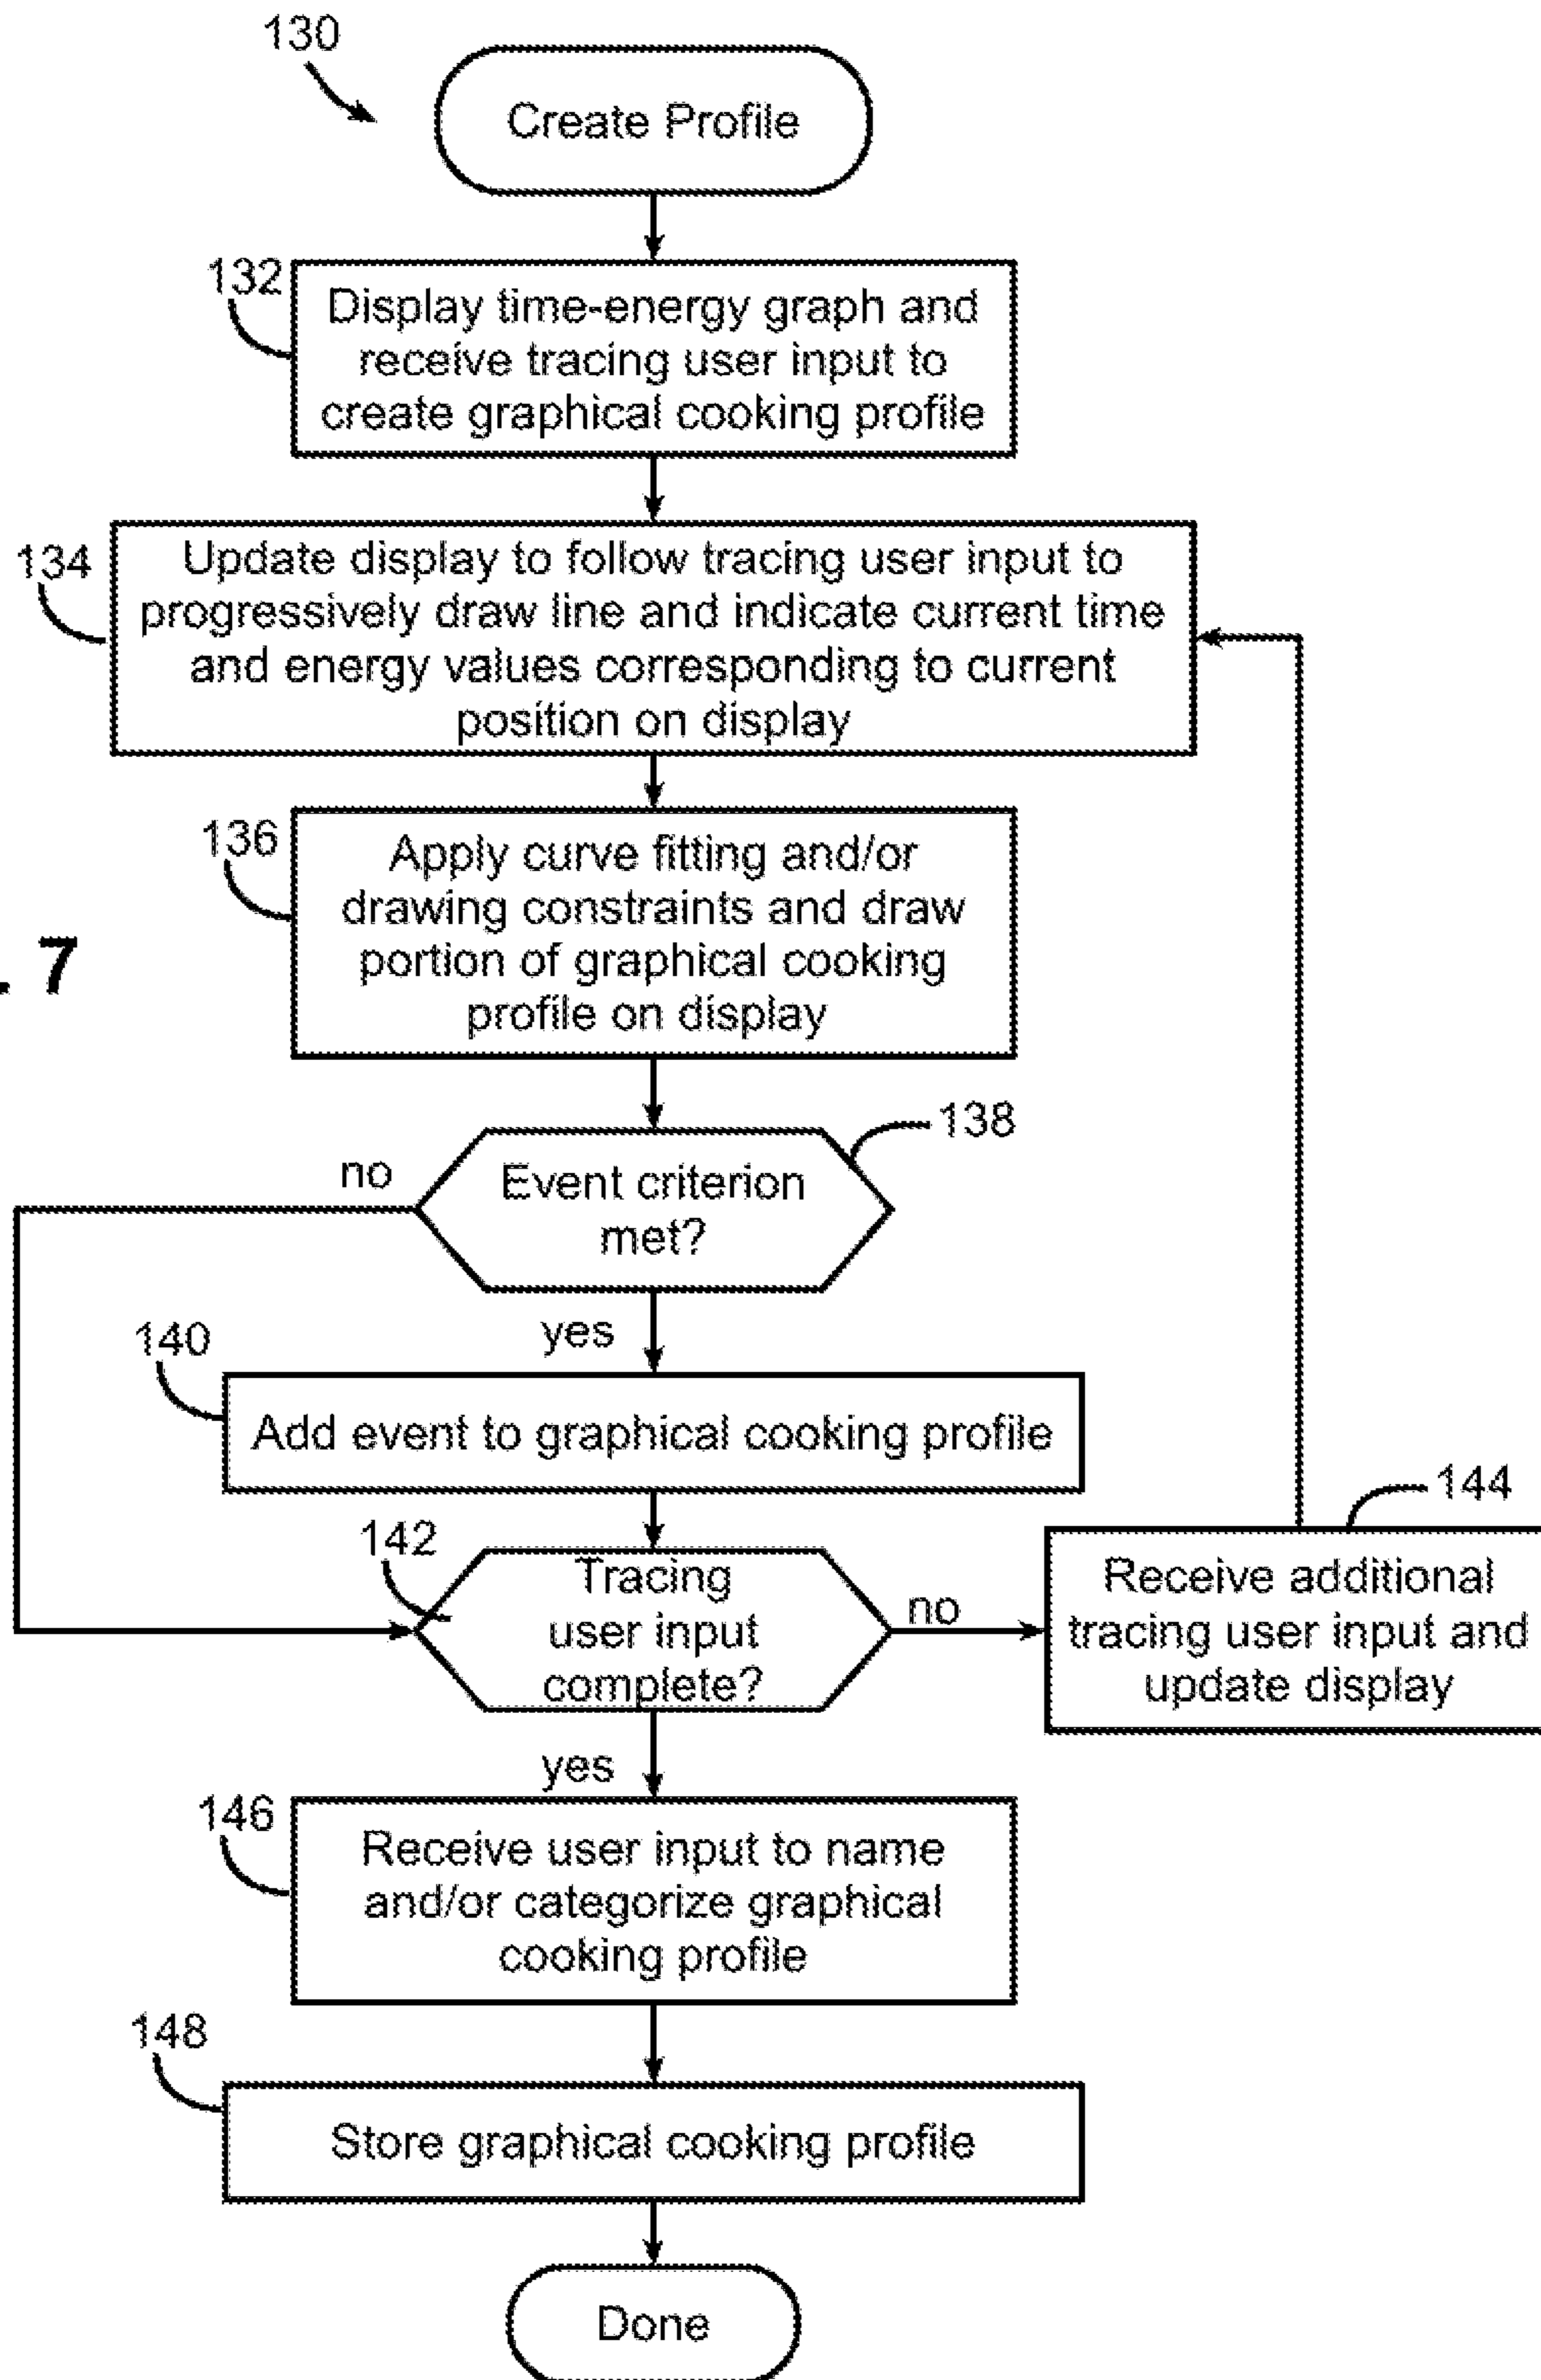 130
Create Profile
132
Display time-energy graph and
receive tracing user input to
create graphical cooking profile
134
Update display to follow tracing user input to
progressively draw line and indicate current time
and energy values corresponding to current
position on display
136
Apply curve fitting and/or
drawing constraints and draw
portion of graphical cooking
profile on display
. 7
138
no
Event criterion
met?
yes
140
Add event to graphical cooking profile
142
Tracing
user input
complete?
no
144
Receive additional
tracing user input and
update display
yes
146
Receive user input to name
and/or categorize graphical
cooking profile
148
Store graphical cooking profile
Done